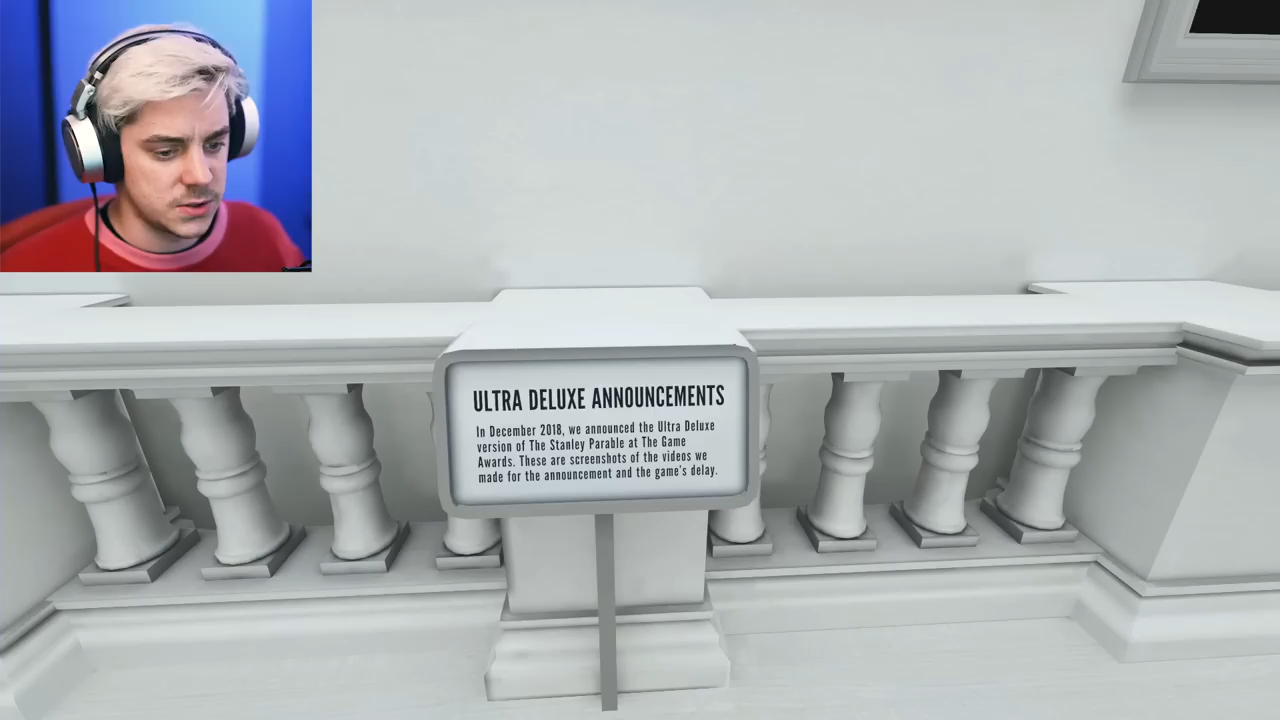 ULTRA DELUXE ANNOUNCEMENTS
In December 2018, we announced the Ultra Deluxe
version of The Stanley Parable at The Game
Awards. These are screenshots of the videos we
made for the announcement and the game's delay.